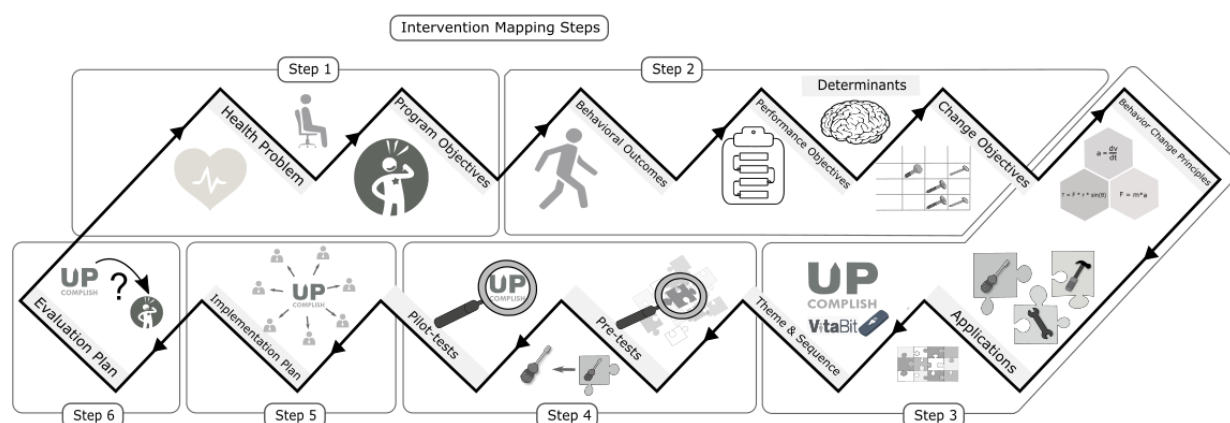 Intervention Mapping Steps
Step 1
Step 2
Health Problem
Program Objectives
Behavioral Outcomes
Performance Objectives
Determinants
Change Objectives
Behavior Change Principles
a = dv
dt
τ = F * r * sin(θ)
F = m*a
UP
COMPLISH
?
Evaluation Plan
Implementation Plan
UP
COMPLISH
Pilot-tests
UP
COMPLISH
Pre-tests
Theme & Sequence
UP
COMPLISH
VitaBit
Applications
Step 6
Step 5
Step 4
Step 3